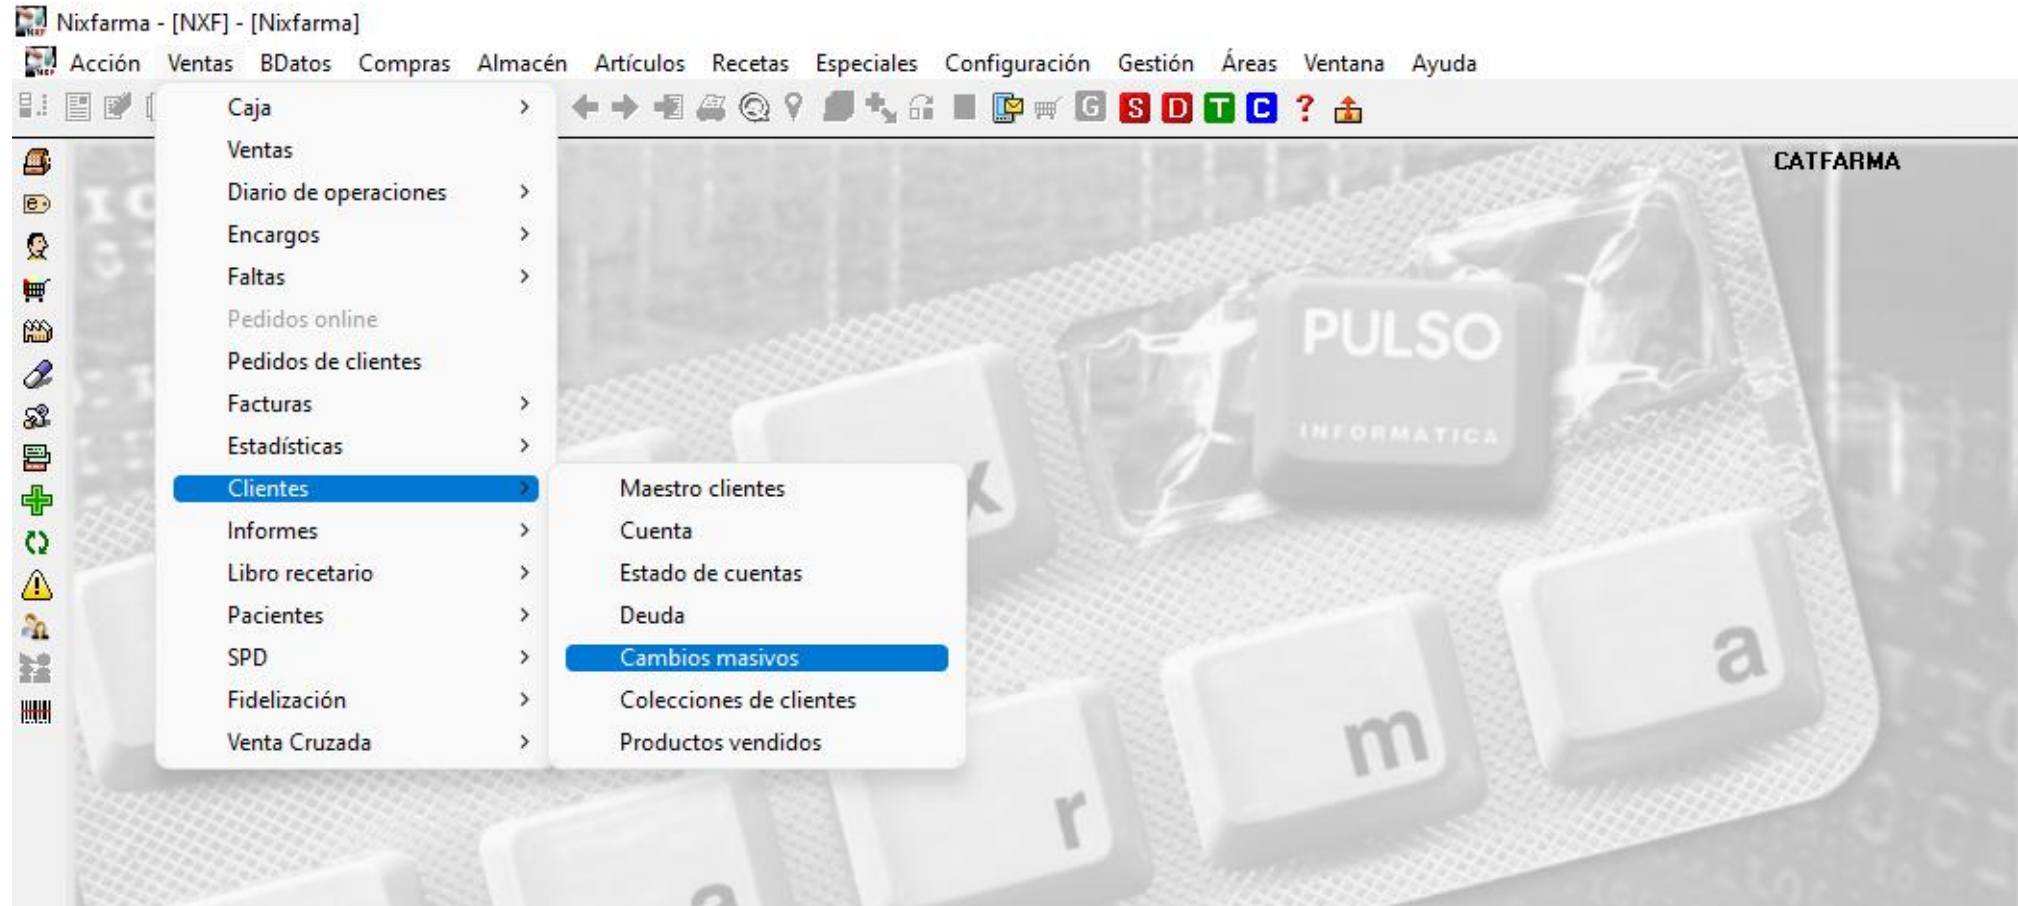 Nixfarma - [NXF] - [Nixfarma]
Acción Ventas BDatos Compras Almacén Artículos Recetas Especiales Configuración Gestión Áreas Ventana Ayuda
G S D T C ?
CATFARMA
Caja
Ventas
Diario de operaciones
Encargos
Faltas
Pedidos online
Pedidos de clientes
Facturas
Estadísticas
Clientes
Informes
Libro recetario
Pacientes
SPD
Fidelización
Venta Cruzada
Maestro clientes
Cuenta
Estado de cuentas
Deuda
Cambios masivos
Colecciones de clientes
Productos vendidos
PULSO
INFORMATICA
x
a
m
r
a